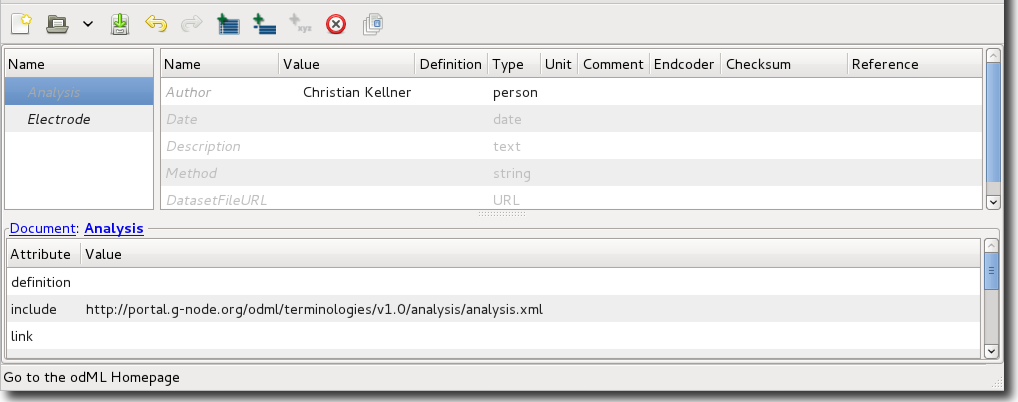 xyz
Name
Analysis
Electrode
Name Value Definition Type Unit Comment Endcoder Checksum Reference
Author Christian Kellner person
Date date
Description text
Method string
DatasetFileURL URL
Document: Analysis
Attribute Value
definition
include http://portal.g-node.org/odml/terminologies/v1.0/analysis/analysis.xml
link
Go to the odML Homepage